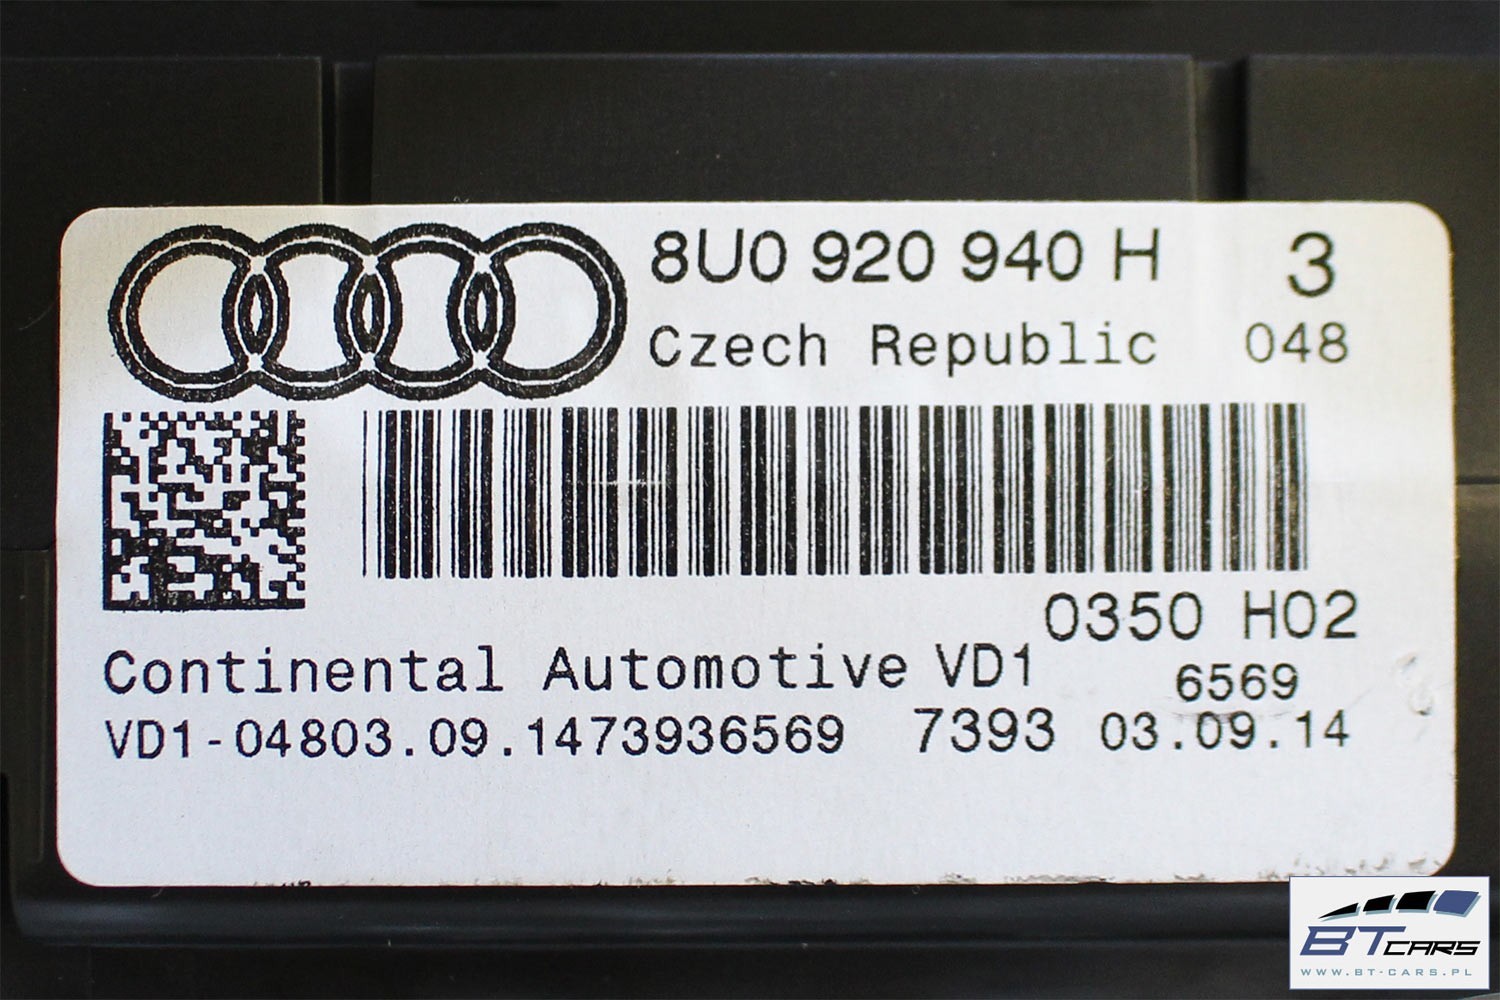 8U0 920 940 H 3
Czech Republic 048
0350 H02
Continental Automotive VD1 6569
VD1-04803.09.1473936569 7393 03.09.14
BT CARS
WWW.BT-CARS.PL